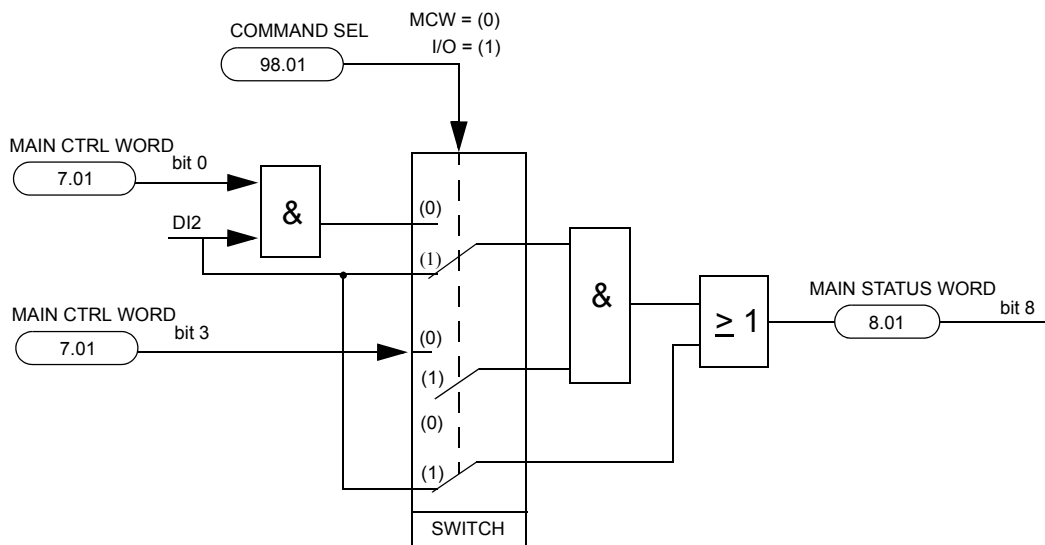 MCW = (0)
COMMAND SEL
I/O = (1)
98.01
MAIN CTRL WORD
bit 0
7.01
&
(0)
DI2
(1)
&
MAIN CTRL WORD
bit 3
7.01
(0)
≥ 1
MAIN STATUS WORD
bit 8
8.01
(1)
(0)
(1)
SWITCH